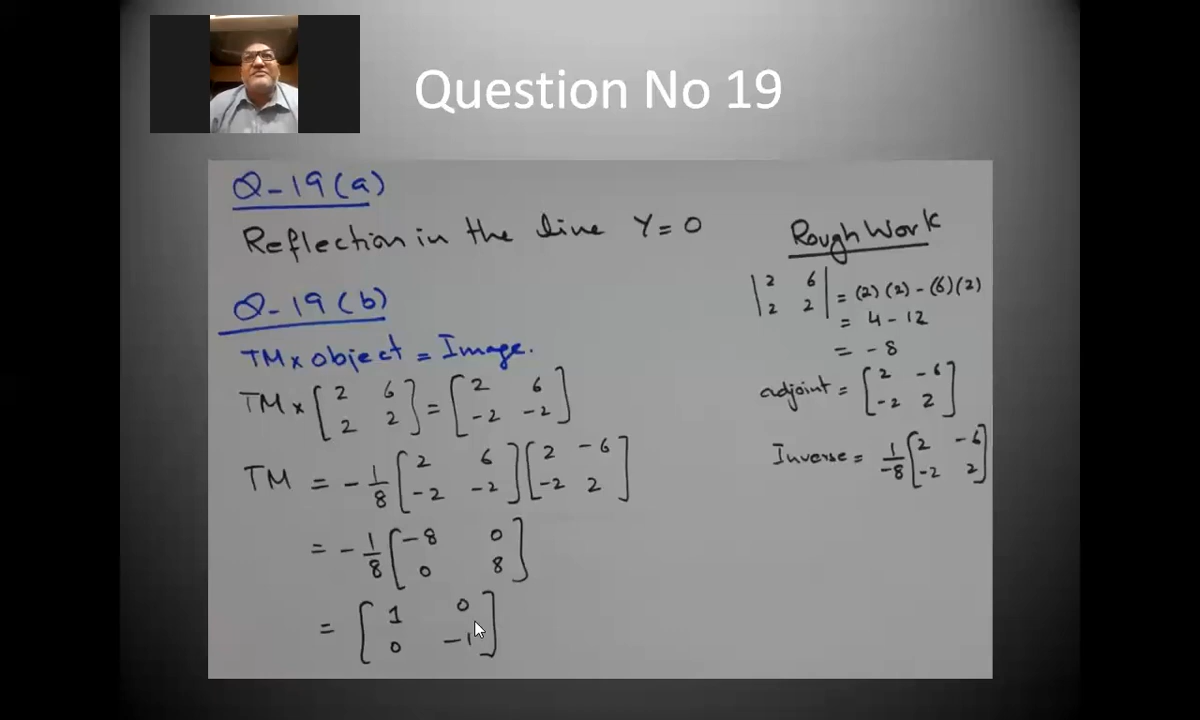 Question No 19
Q-19(a)
Reflection in the line Y=0
Q-19(b)
TM x object = Image.
TM x [2 6
2 2] = [2 6
-2 -2]
TM = -1/8 [2 6
-2 -2] [2 -6
-2 2]
= -1/8 [-8 0
0 8]
= [1 0
0 -1]
Rough Work
|2 6
2 2| = (2)(2) - (6)(2)
= 4 - 12
= -8
adjoint = [2 -6
-2 2]
Inverse = 1/-8 [2 -6
-2 2]